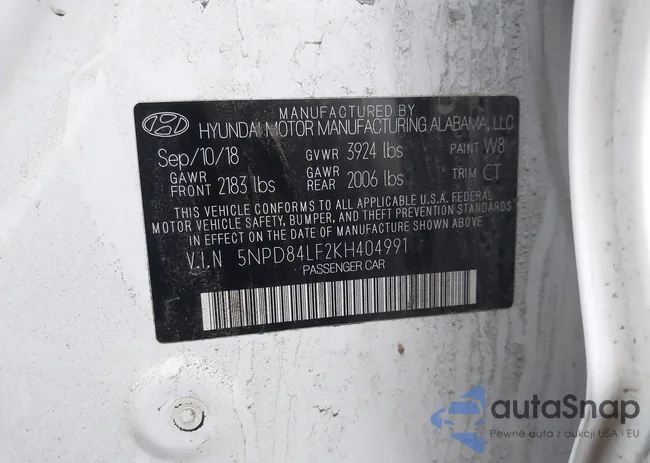 MANUFACTURED BY
HYUNDAI MOTOR MANUFACTURING ALABAMA, LLC
Sep/10/18 GVWR 3924 lbs PAINT W8
GAWR FRONT 2183 lbs GAWR REAR 2006 lbs TRIM CT
THIS VEHICLE CONFORMS TO ALL APPLICABLE U.S.A. FEDERAL
MOTOR VEHICLE SAFETY, BUMPER, AND THEFT PREVENTION STANDARDS
IN EFFECT ON THE DATE OF MANUFACTURE SHOWN ABOVE.
V.I.N 5NPD84LF2KH404991
PASSENGER CAR
autaSnap
Pewne auta z aukcji USA i EU